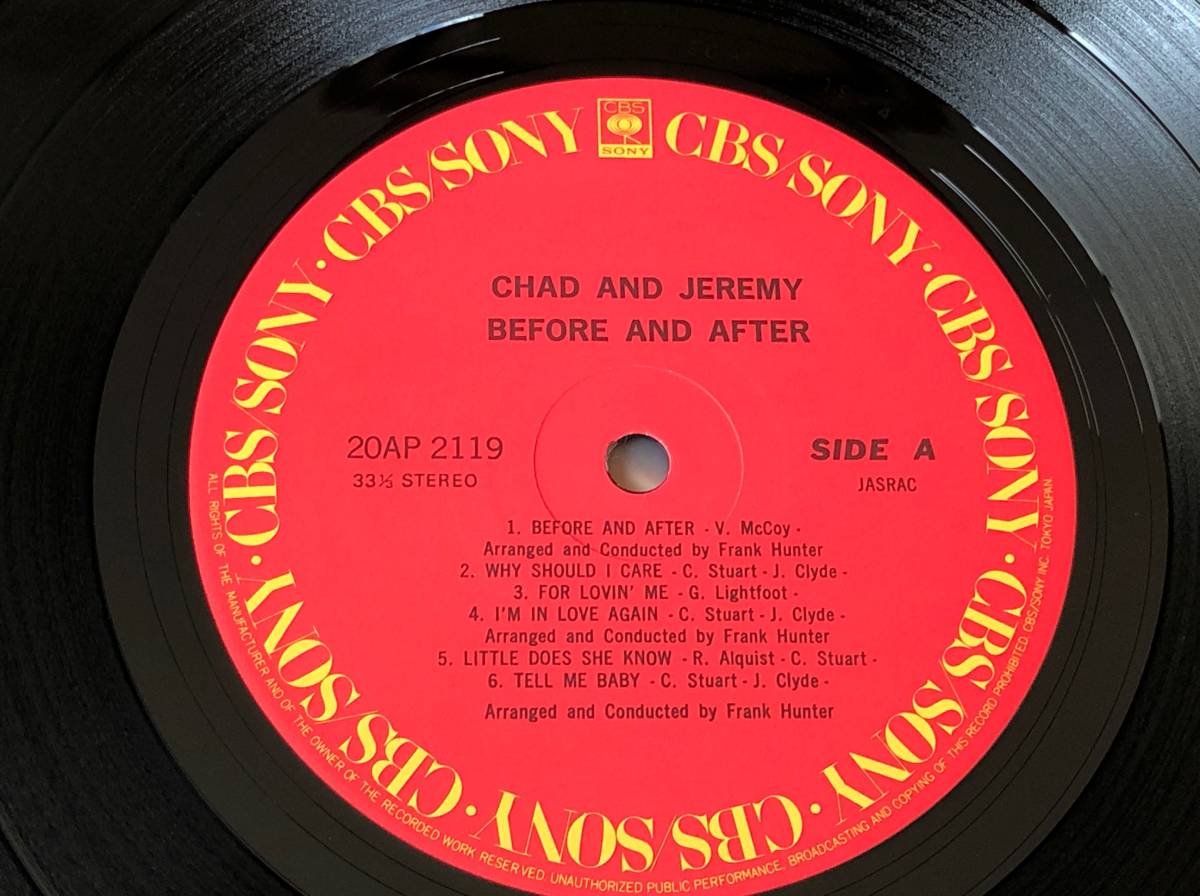 CBS
SONY
CBS/SONY · CBS/SONY · CBS/SONY · CBS/SONY · CBS/SONY · CBS/SONY · CBS/SONY · CBS/SONY · CBS/SONY
CHAD AND JEREMY
BEFORE AND AFTER
20AP 2119
33⅓ STEREO
SIDE A
JASRAC
1. BEFORE AND AFTER - V. McCoy -
Arranged and Conducted by Frank Hunter
2. WHY SHOULD I CARE - C. Stuart - J. Clyde -
3. FOR LOVIN' ME - G. Lightfoot -
4. I'M IN LOVE AGAIN - C. Stuart - J. Clyde -
Arranged and Conducted by Frank Hunter
5. LITTLE DOES SHE KNOW - R. Alquist - C. Stuart -
6. TELL ME BABY - C. Stuart - J. Clyde -
Arranged and Conducted by Frank Hunter
ALL RIGHTS OF THE MANUFACTURER AND OF THE OWNER OF THE RECORDED WORK RESERVED UNAUTHORIZED PUBLIC PERFORMANCE, BROADCASTING AND COPYING OF THIS RECORD PROHIBITED. CBS/SONY INC. TOKYO JAPAN